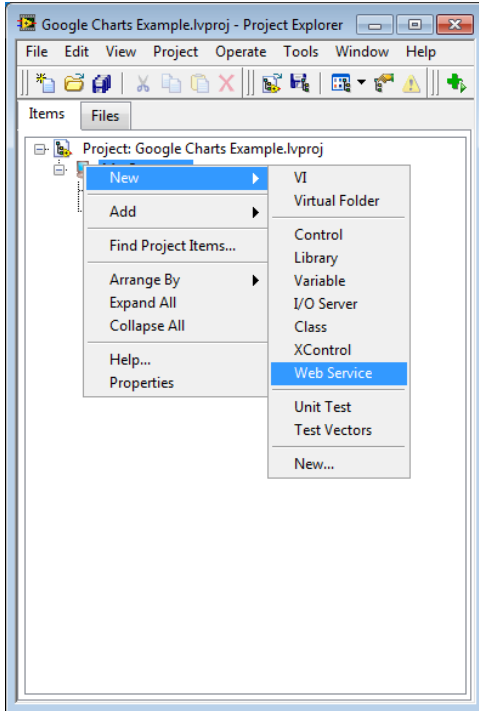 Google Charts Example.lvproj - Project Explorer
File Edit View Project Operate Tools Window Help
Items Files
Project: Google Charts Example.lvproj
New
Add
Find Project Items...
Arrange By
Expand All
Collapse All
Help...
Properties
VI
Virtual Folder
Control
Library
Variable
I/O Server
Class
XControl
Web Service
Unit Test
Test Vectors
New...